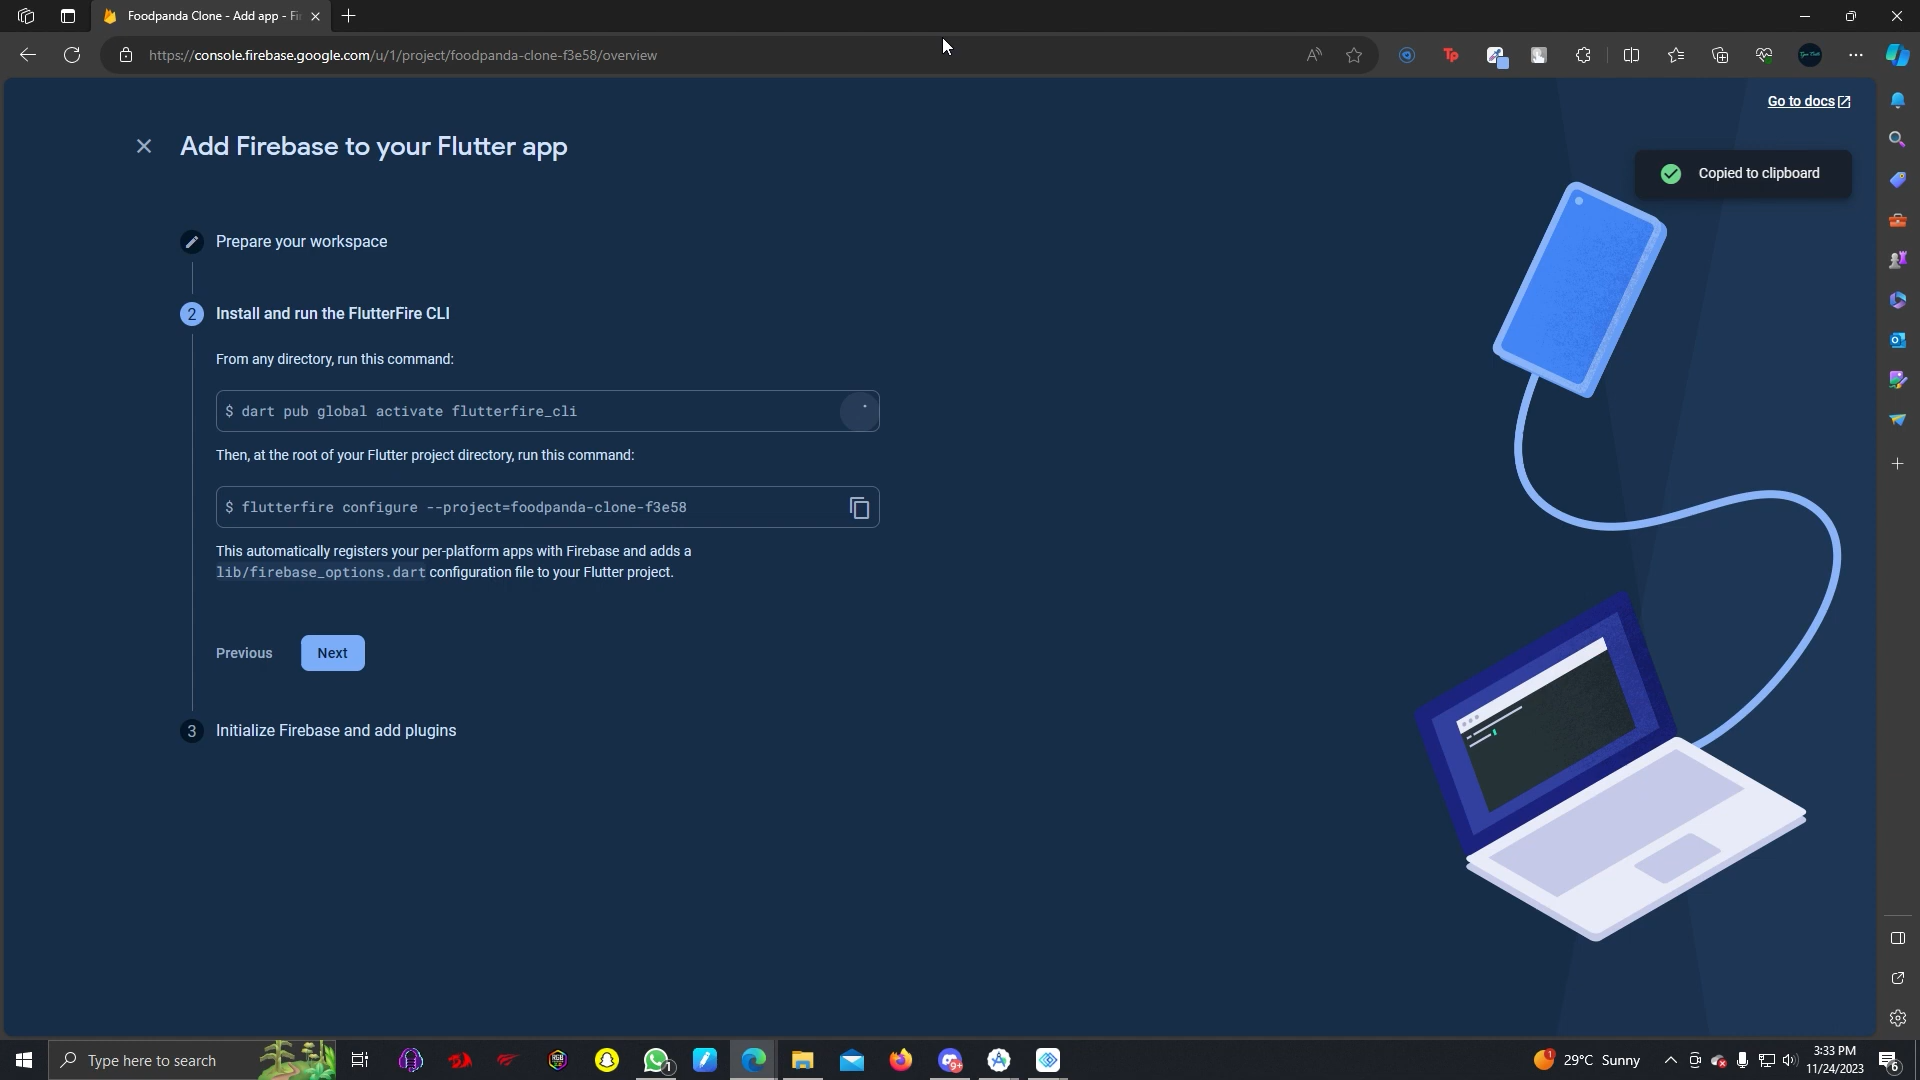 Foodpanda Clone - Add app - Fi
https://console.firebase.google.com/u/1/project/foodpanda-clone-f3e58/overview
Go to docs
Add Firebase to your Flutter app
Copied to clipboard
Prepare your workspace
2 Install and run the FlutterFire CLI
From any directory, run this command:
$ dart pub global activate flutterfire_cli
Then, at the root of your Flutter project directory, run this command:
$ flutterfire configure --project=foodpanda-clone-f3e58
This automatically registers your per-platform apps with Firebase and adds a
lib/firebase_options.dart configuration file to your Flutter project.
Previous Next
3 Initialize Firebase and add plugins
Type here to search
1
9+
1
29°C Sunny
3:33 PM
11/24/2023
6